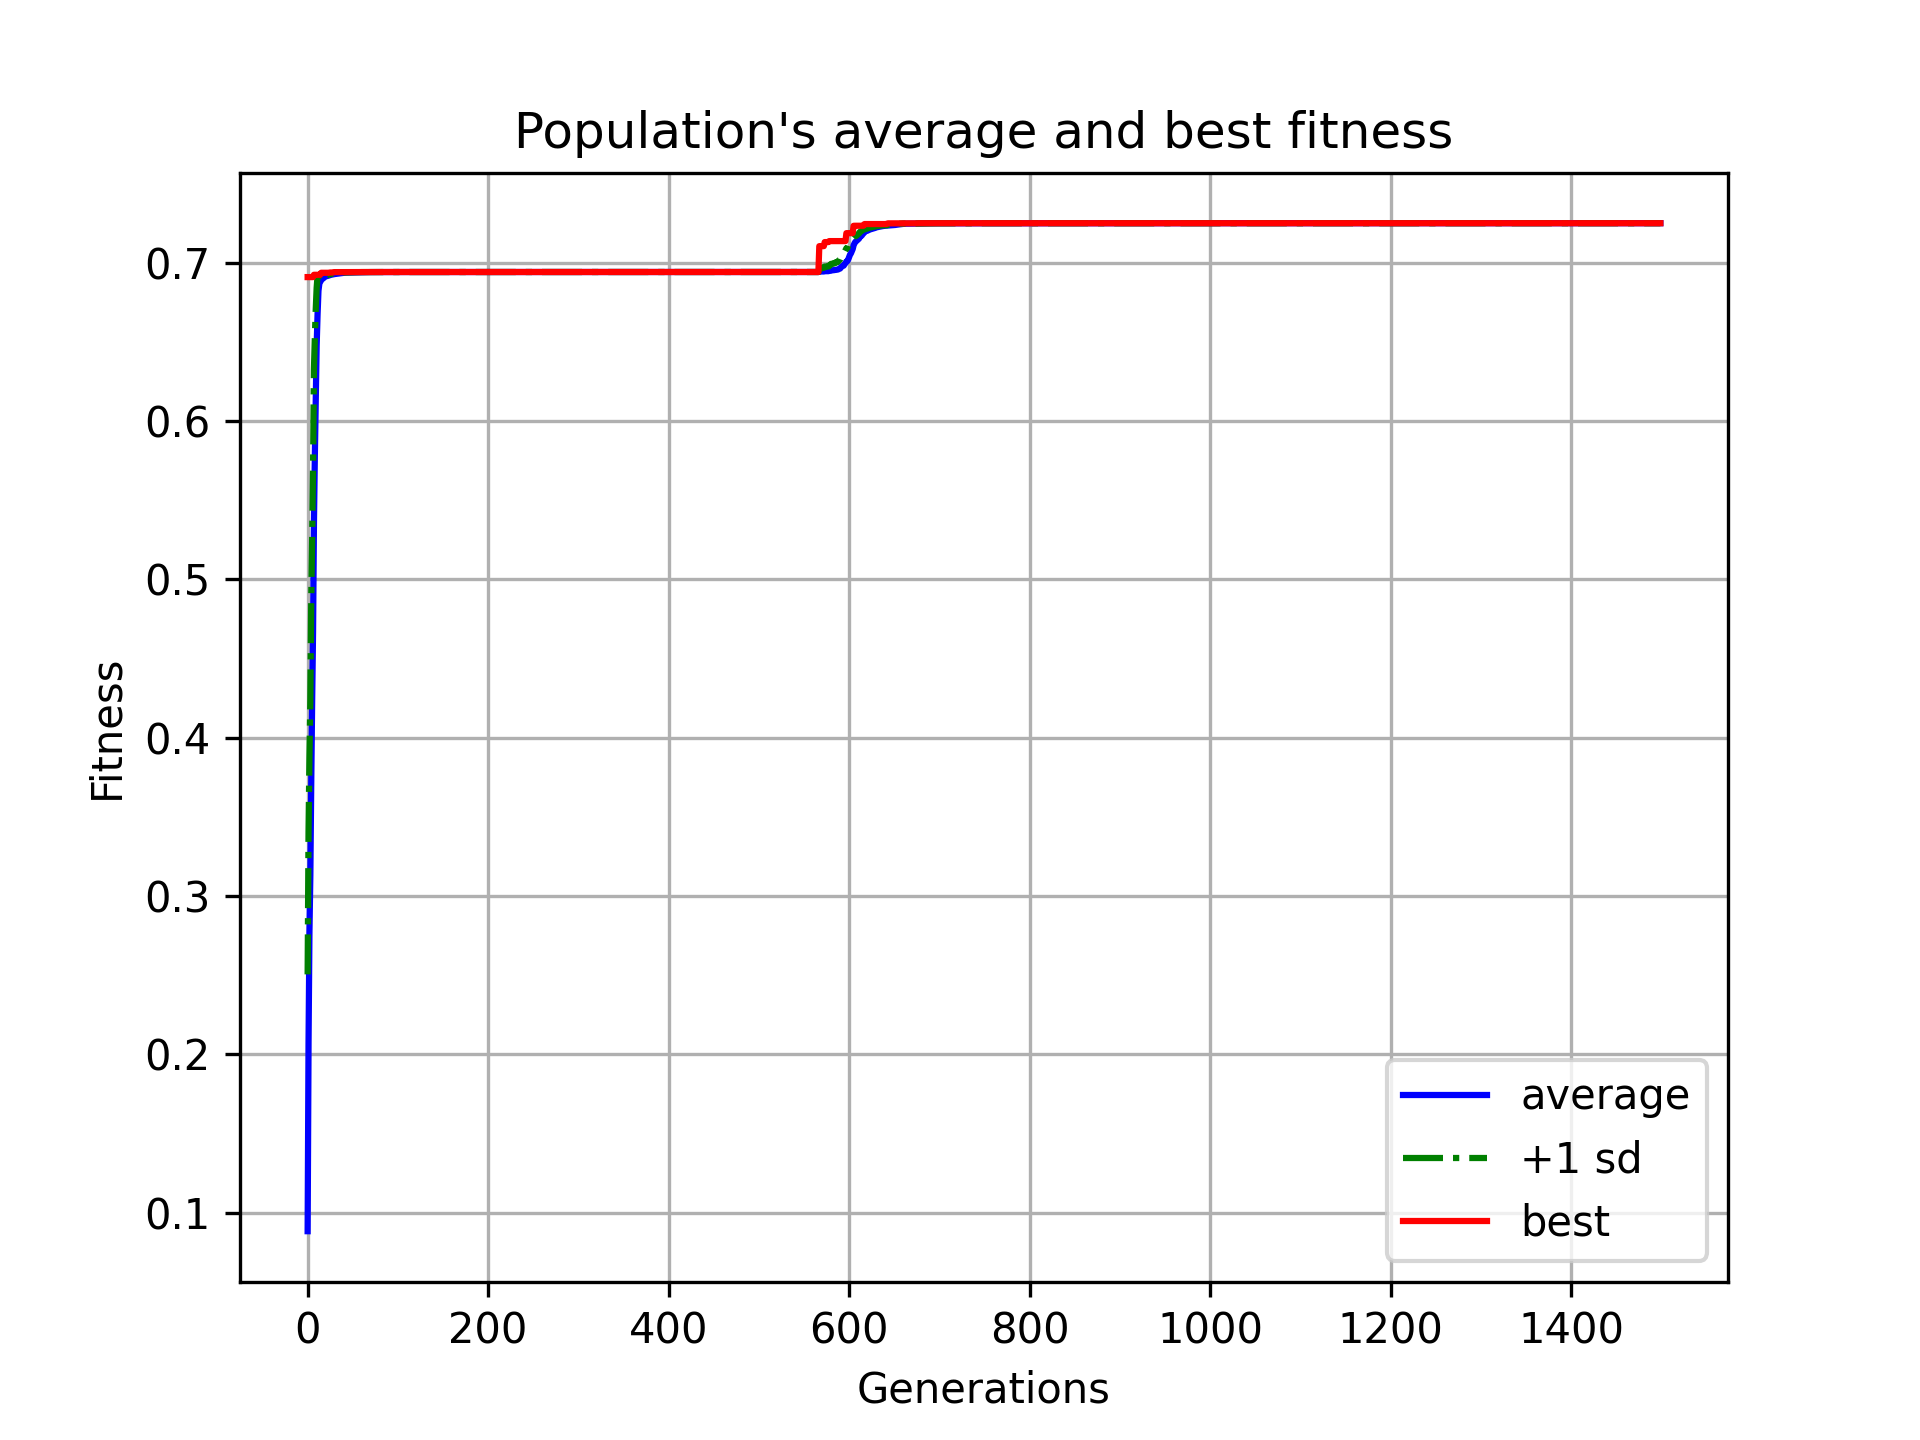 Population's average and best fitness
Fitness
0.7
0.6
0.5
0.4
0.3
0.2
0.1
average
+1 sd
best
0 200 400 600 800 1000 1200 1400
Generations